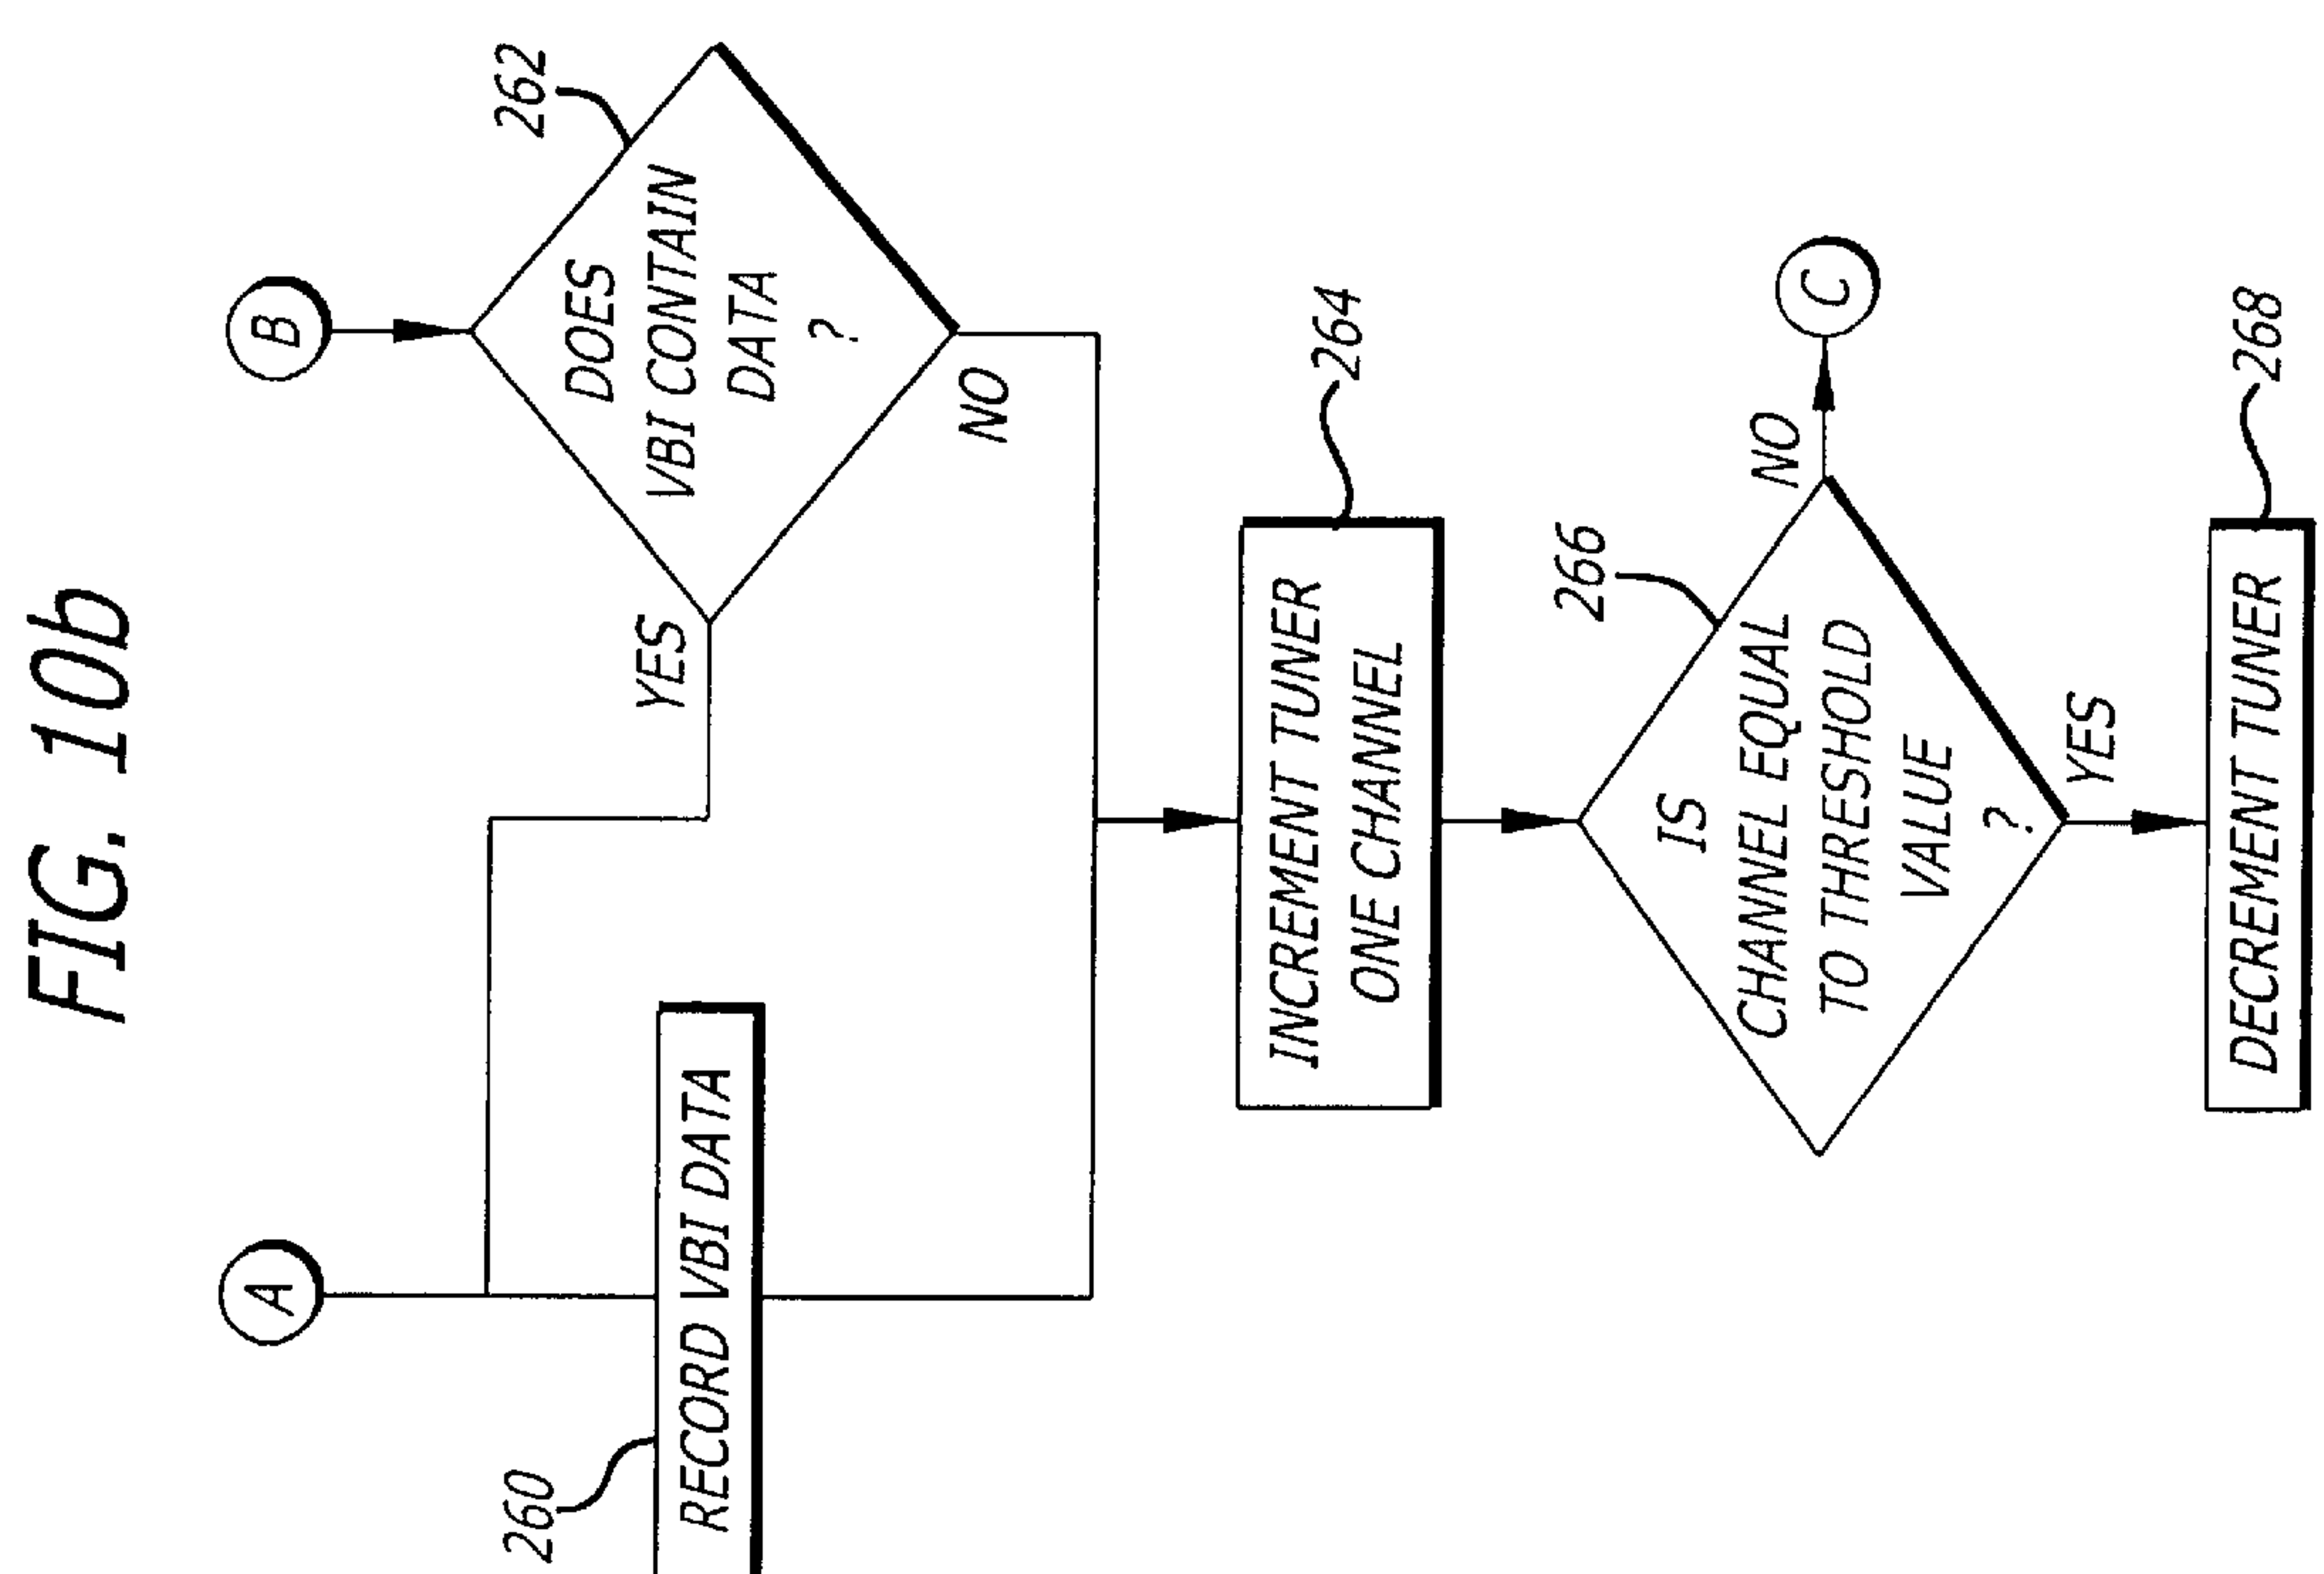 FIG. 10b
A
B
260
RECORD VBI DATA
262
DOES
VBI CONTAIN
DATA
?
YES
NO
264
INCREMENT TUNER
ONE CHANNEL
266
IS
CHANNEL EQUAL
TO THRESHOLD
VALUE
?
NO
C
YES
268
DECREMENT TUNER